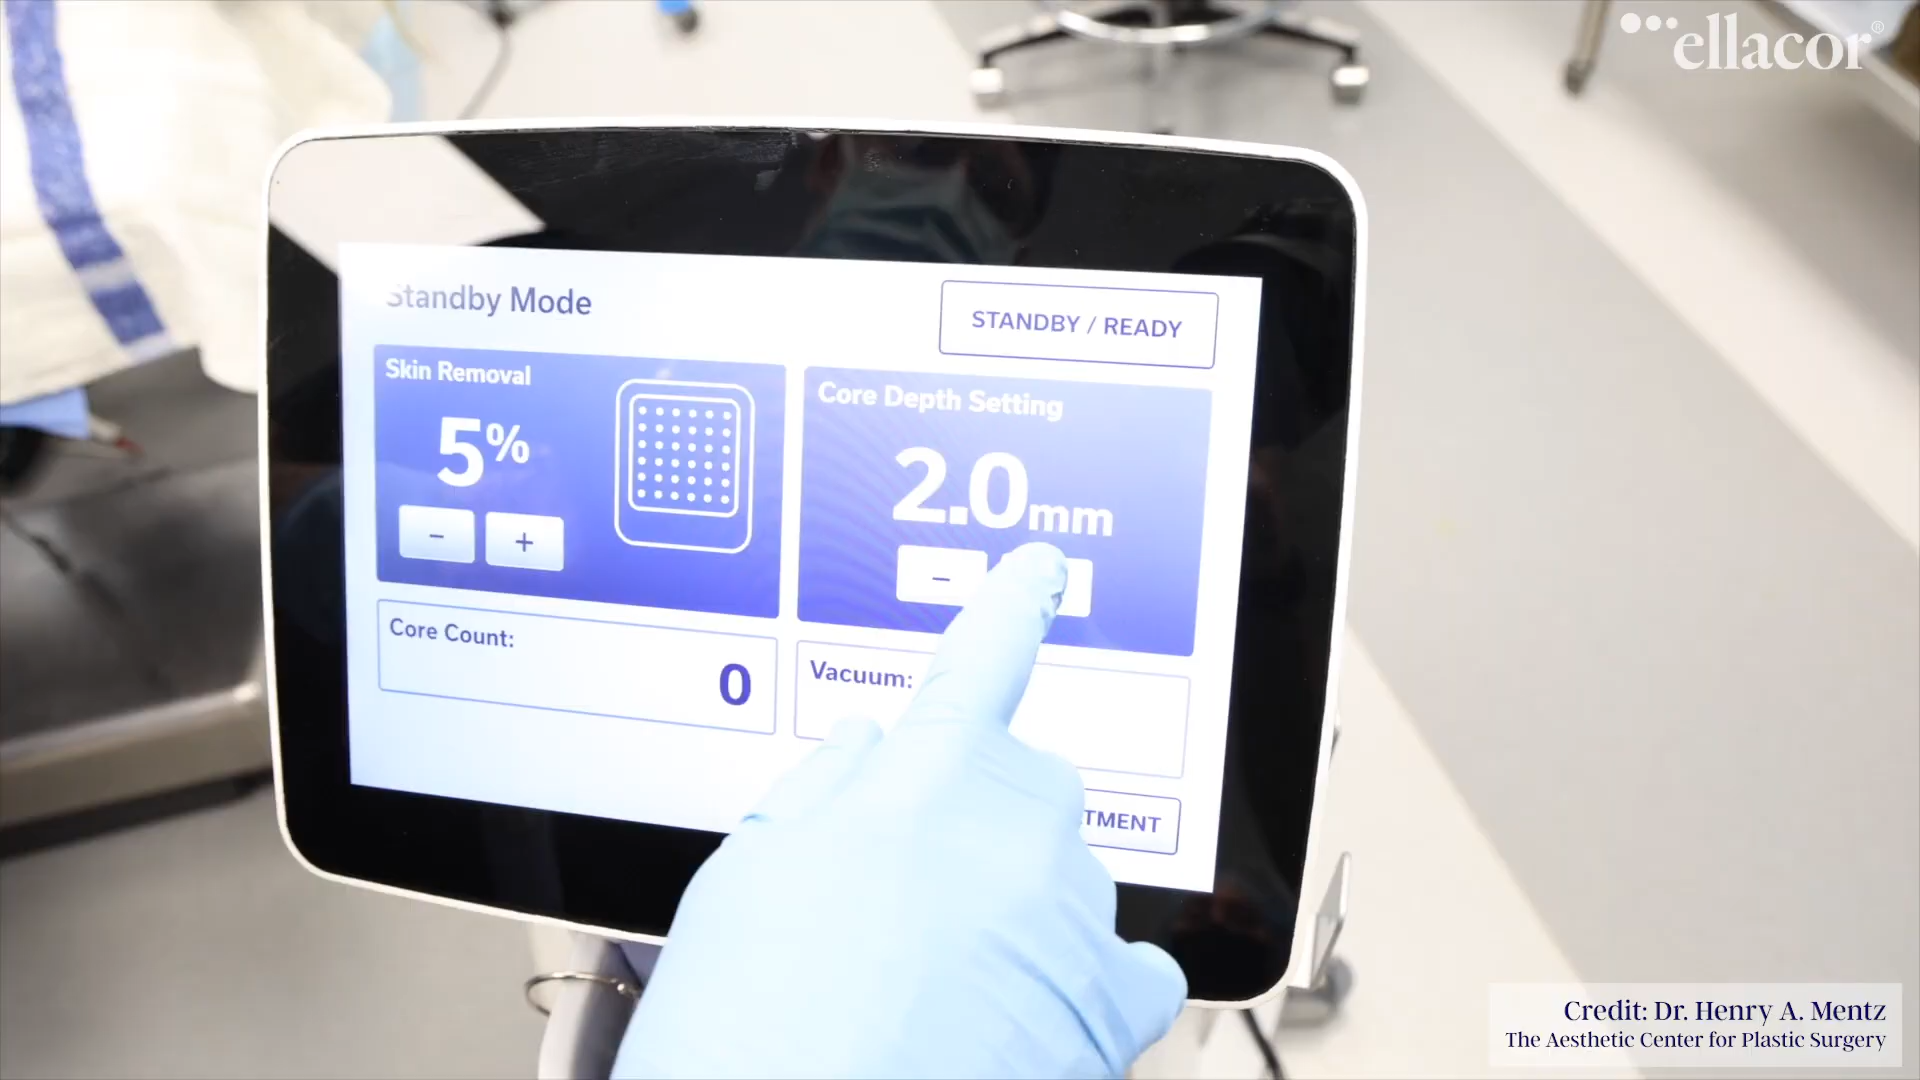 ellacor®
Standby Mode
STANDBY / READY
Skin Removal
5%
- +
Core Depth Setting
2.0mm
-
Core Count:
0
Vacuum:
TMENT
Credit: Dr. Henry A. Mentz
The Aesthetic Center for Plastic Surgery